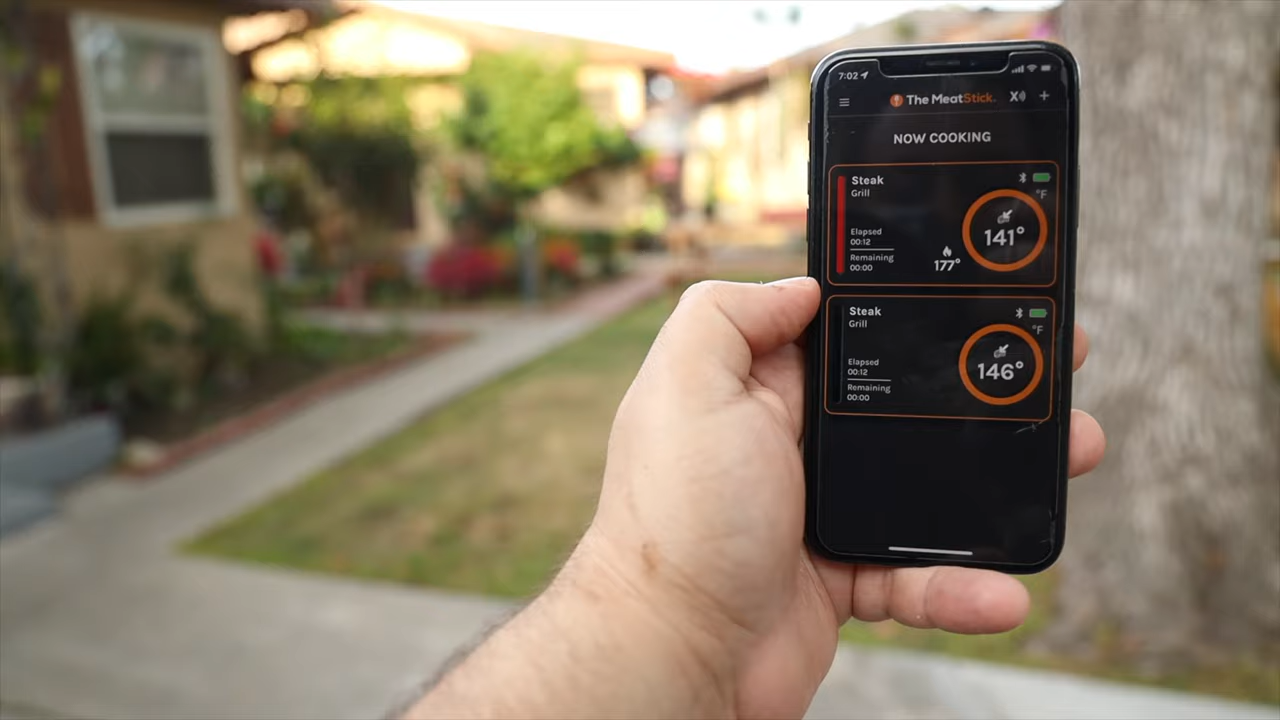 7:02
The MeatStick
X
+
NOW COOKING
Steak
Grill
°F
Elapsed
00:12
Remaining
00:00
177°
141°
Steak
Grill
°F
Elapsed
00:12
Remaining
00:00
146°